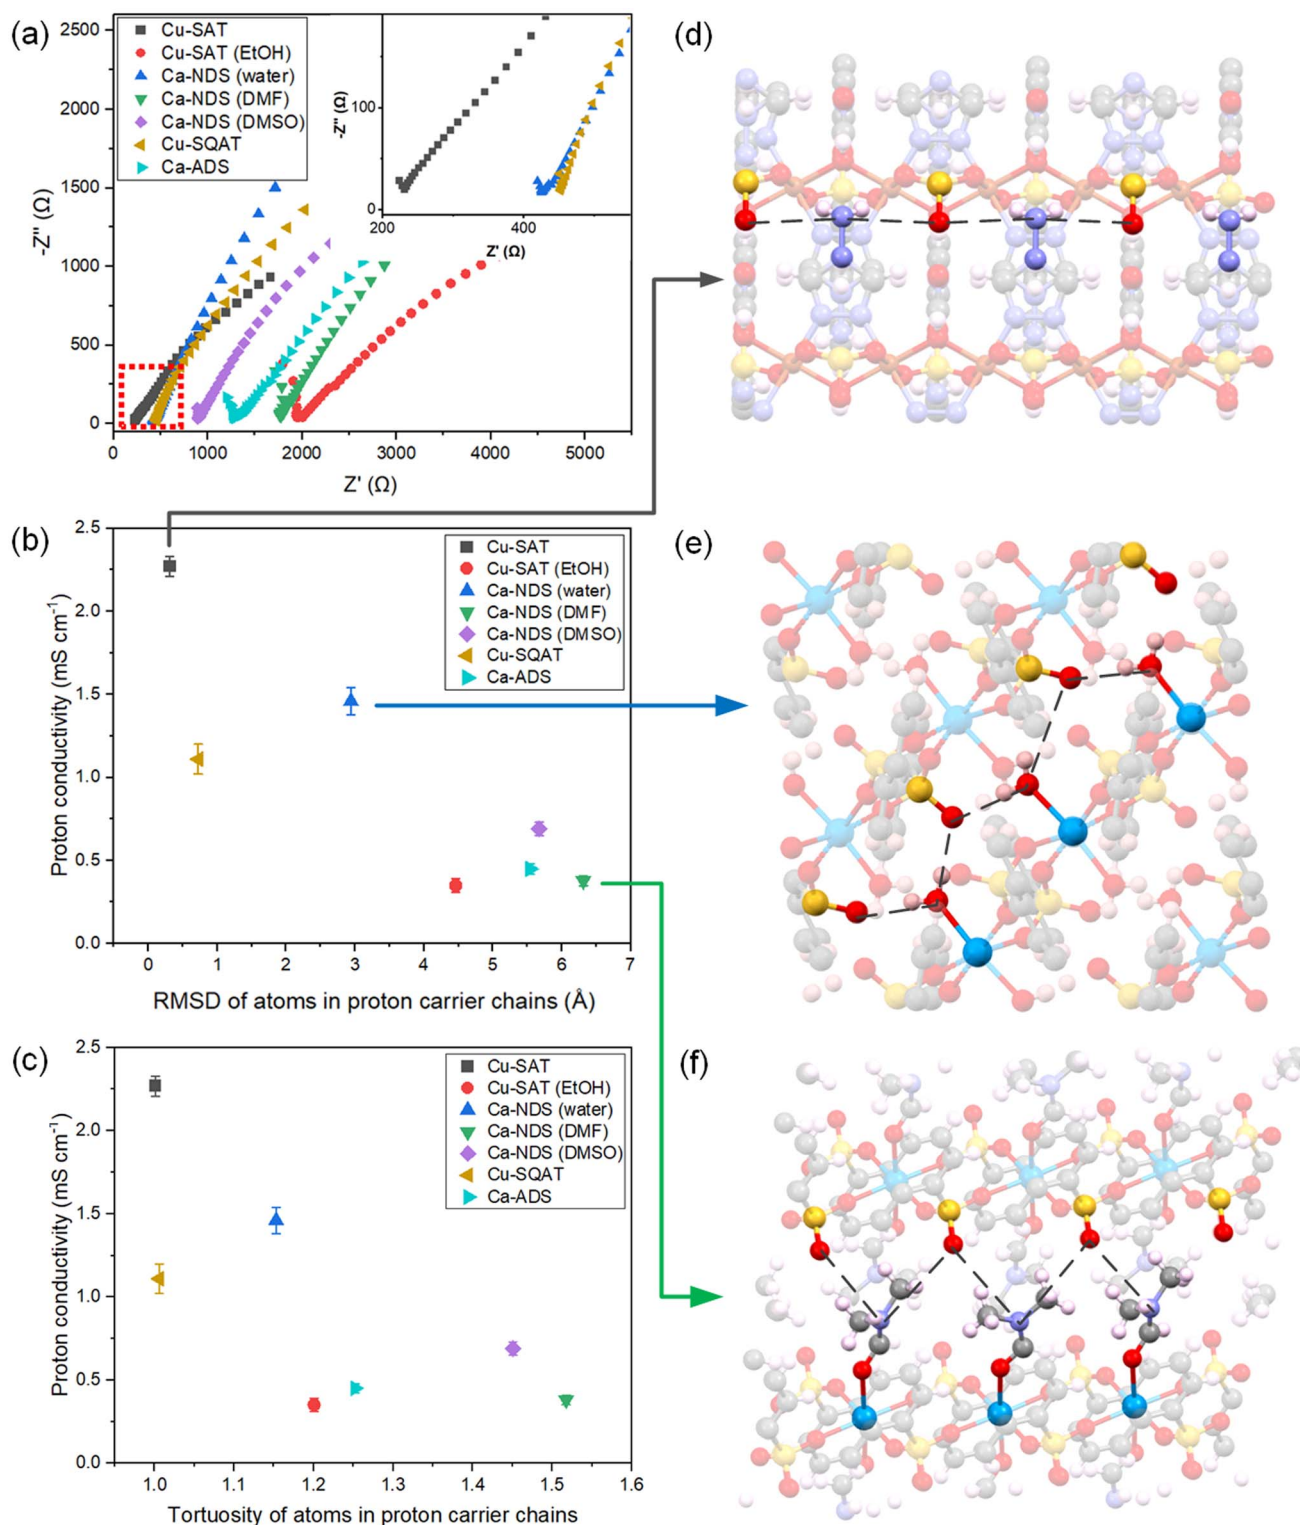 (a)
2500
2000
1500
1000
500
0
-Z'' (Ω)
Cu-SAT
Cu-SAT (EtOH)
Ca-NDS (water)
Ca-NDS (DMF)
Ca-NDS (DMSO)
Cu-SQAT
Ca-ADS
-Z'' (Ω)
100
0
200
400
Z' (Ω)
0
1000
2000
3000
4000
5000
Z' (Ω)
(d)
(b)
2.5
2.0
1.5
1.0
0.5
0.0
Proton conductivity (mS cm⁻¹)
Cu-SAT
Cu-SAT (EtOH)
Ca-NDS (water)
Ca-NDS (DMF)
Ca-NDS (DMSO)
Cu-SQAT
Ca-ADS
0
1
2
3
4
5
6
7
RMSD of atoms in proton carrier chains (Å)
(e)
(c)
2.5
2.0
1.5
1.0
0.5
0.0
Proton conductivity (mS cm⁻¹)
Cu-SAT
Cu-SAT (EtOH)
Ca-NDS (water)
Ca-NDS (DMF)
Ca-NDS (DMSO)
Cu-SQAT
Ca-ADS
1.0
1.1
1.2
1.3
1.4
1.5
1.6
Tortuosity of atoms in proton carrier chains
(f)